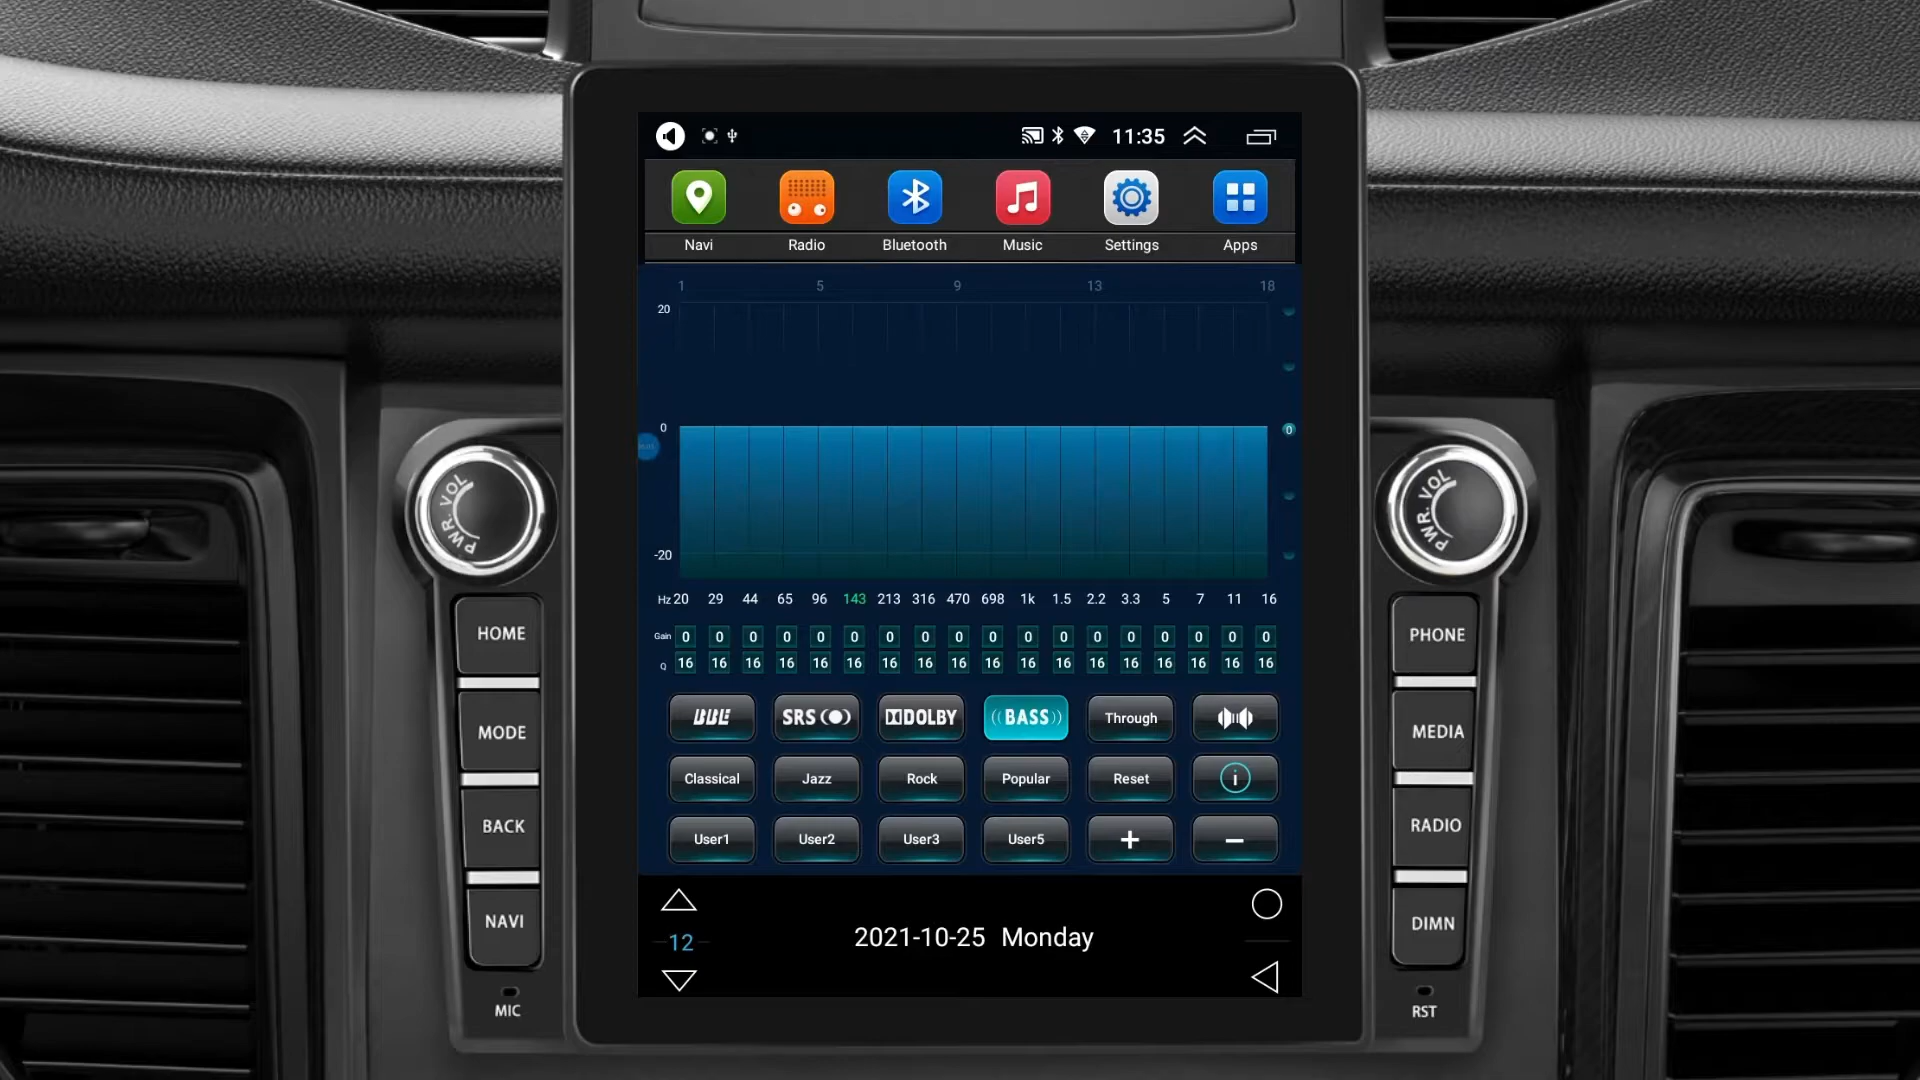 11:35
Navi Radio Bluetooth Music Settings Apps
1 5 9 13 18
20
0
0
-20
Hz 20 29 44 65 96 143 213 316 470 698 1k 1.5 2.2 3.3 5 7 11 16
Gain 0 0 0 0 0 0 0 0 0 0 0 0 0 0 0 0 0 0
Q 16 16 16 16 16 16 16 16 16 16 16 16 16 16 16 16 16 16
BBE SRS DOLBY BASS Through
Classical Jazz Rock Popular Reset i
User1 User2 User3 User5 + −
12
2021-10-25 Monday
PWR. VOL
HOME
MODE
BACK
NAVI
MIC
PWR. VOL
PHONE
MEDIA
RADIO
DIMN
RST